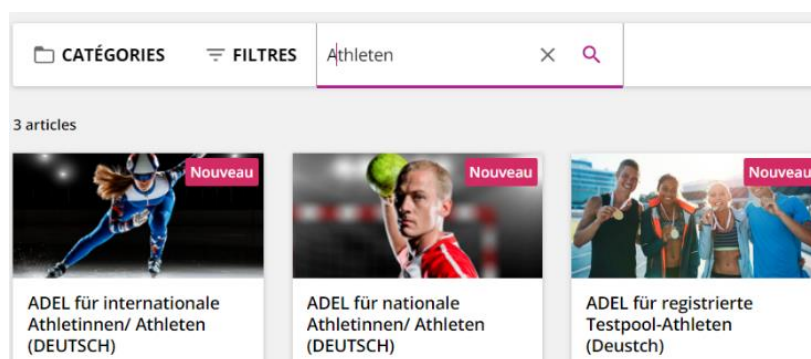 CATÉGORIES FILTRES Athleten
3 articles
Nouveau Nouveau Nouveau
ADEL für internationale
Athletinnen/ Athleten
(DEUTSCH)
ADEL für nationale
Athletinnen/ Athleten
(DEUTSCH)
ADEL für registrierte
Testpool-Athleten
(Deustch)